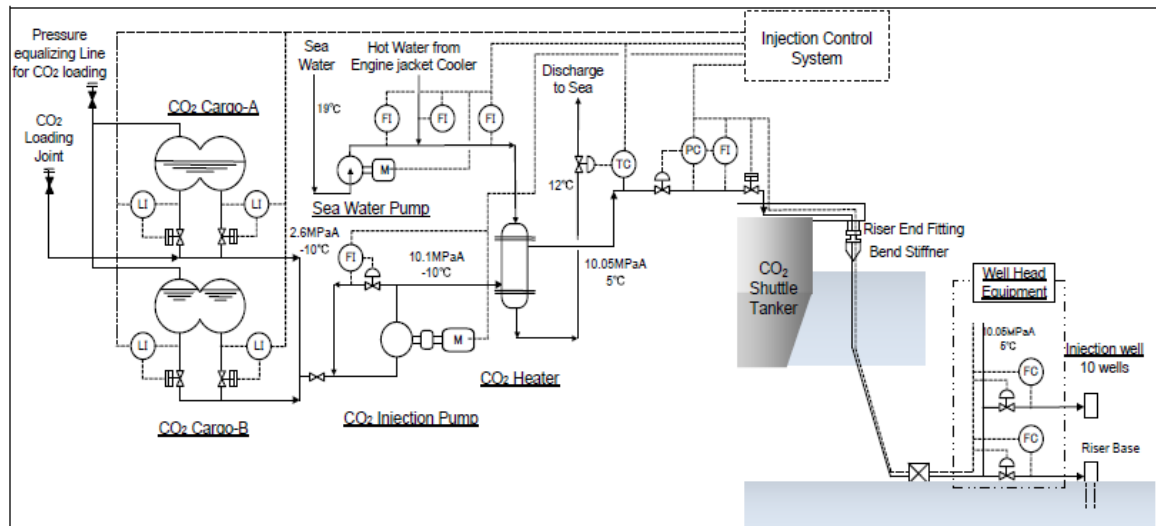 Pressure
equalizing Line
for CO₂ loading
CO₂
Loading
Joint
CO₂ Cargo-A
LI
LI
CO₂ Cargo-B
LI
LI
Sea
Water
19℃
Hot Water from
Engine jacket Cooler
FI
FI
FI
M
Sea Water Pump
2.6MPaA
-10℃
FI
10.1MPaA
-10℃
M
CO₂ Injection Pump
CO₂ Heater
Discharge
to Sea
12℃
TC
10.05MPaA
5℃
PC
FI
Injection Control
System
Riser End Fitting
Bend Stiffner
CO₂
Shuttle
Tanker
Well Head
Equipment
10.05MPaA
5℃
FC
Injection well
10 wells
FC
Riser Base